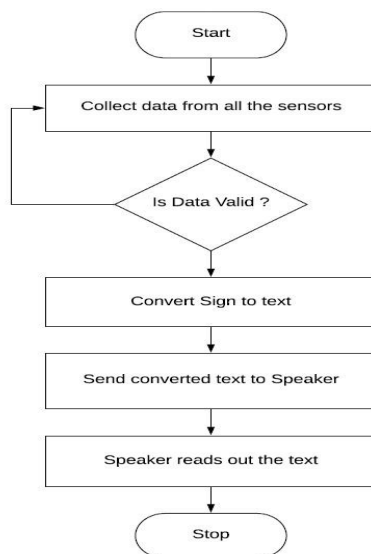 Start
Collect data from all the sensors
Is Data Valid ?
Convert Sign to text
Send converted text to Speaker
Speaker reads out the text
Stop